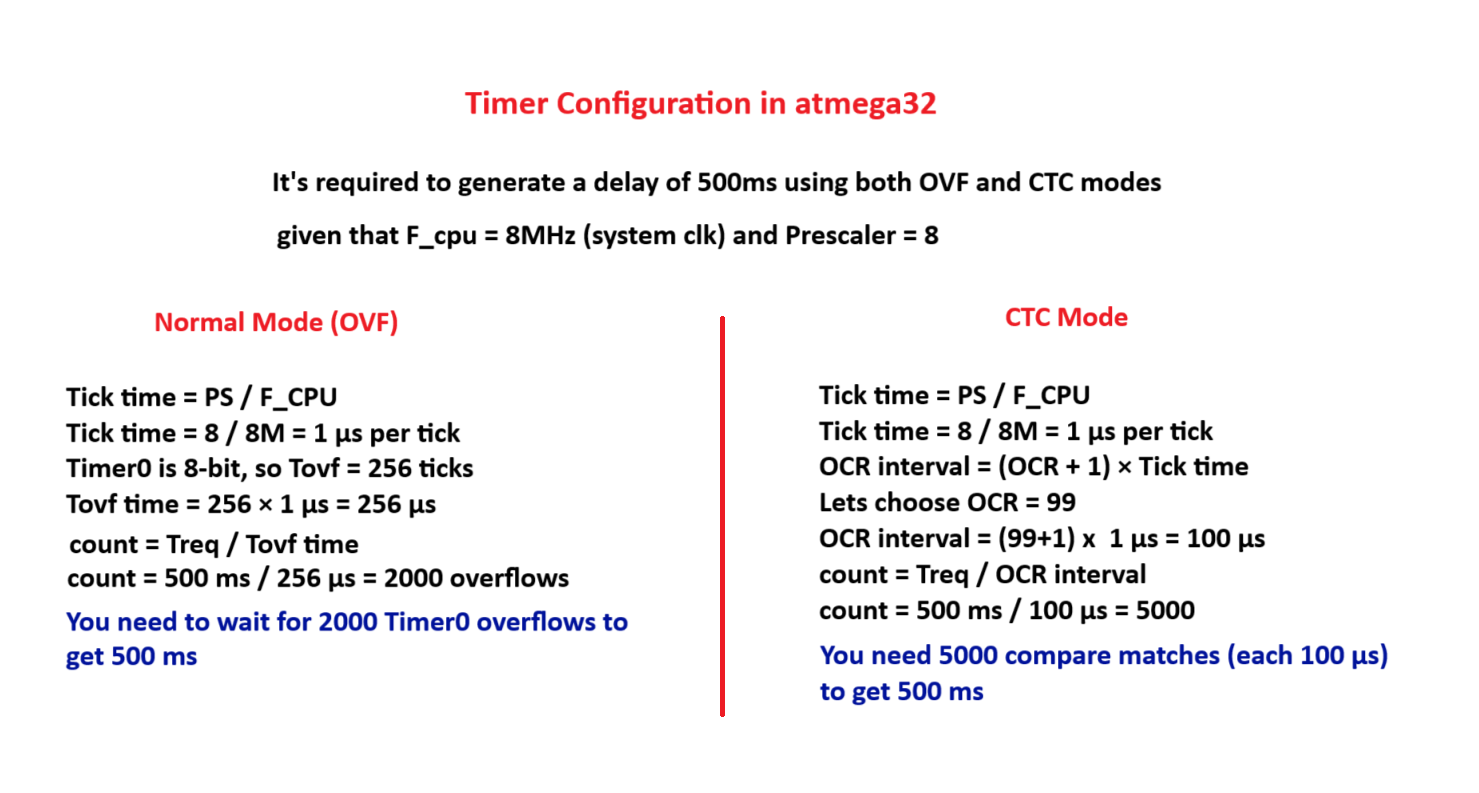 Timer Configuration in atmega32
It's required to generate a delay of 500ms using both OVF and CTC modes
given that F_cpu = 8MHz (system clk) and Prescaler = 8
Normal Mode (OVF)
Tick time = PS / F_CPU
Tick time = 8 / 8M = 1 µs per tick
Timer0 is 8-bit, so Tovf = 256 ticks
Tovf time = 256 × 1 µs = 256 µs
count = Treq / Tovf time
count = 500 ms / 256 µs = 2000 overflows
You need to wait for 2000 Timer0 overflows to
get 500 ms
CTC Mode
Tick time = PS / F_CPU
Tick time = 8 / 8M = 1 µs per tick
OCR interval = (OCR + 1) × Tick time
Lets choose OCR = 99
OCR interval = (99+1) x 1 µs = 100 µs
count = Treq / OCR interval
count = 500 ms / 100 µs = 5000
You need 5000 compare matches (each 100 µs)
to get 500 ms